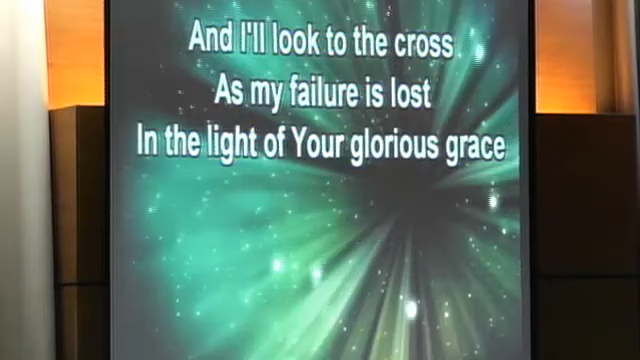 And I'll look to the cross
As my failure is lost
In the light of Your glorious grace